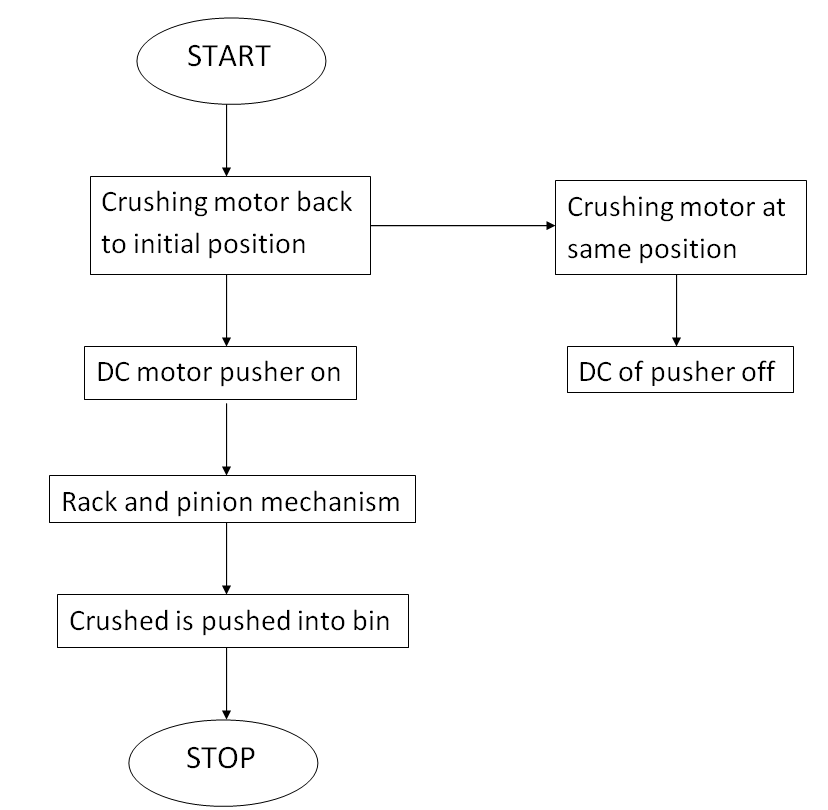 START
Crushing motor back
to initial position
Crushing motor at
same position
DC motor pusher on
DC of pusher off
Rack and pinion mechanism
Crushed is pushed into bin
STOP